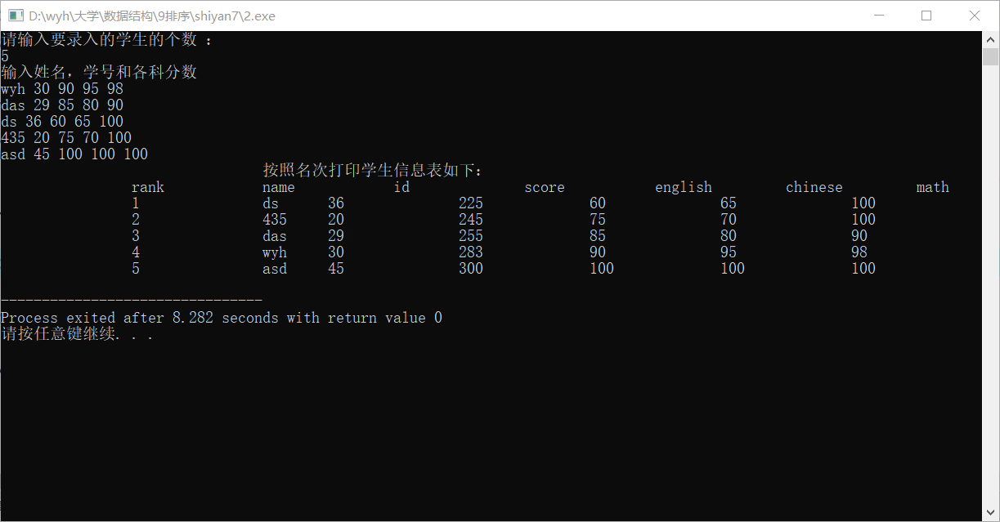 D:\wyh\大学\数据结构\9排序\shiyan7\2.exe
请输入要录入的学生的个数 :
5
输入姓名，学号和各科分数
wyh 30 90 95 98
das 29 85 80 90
ds 36 60 65 100
435 20 75 70 100
asd 45 100 100 100
按照名次打印学生信息表如下:
rank name id score english chinese math
1 ds 36 225 60 65 100
2 435 20 245 75 70 100
3 das 29 255 85 80 90
4 wyh 30 283 90 95 98
5 asd 45 300 100 100 100
--------------------------------
Process exited after 8.282 seconds with return value 0
请按任意键继续. . .